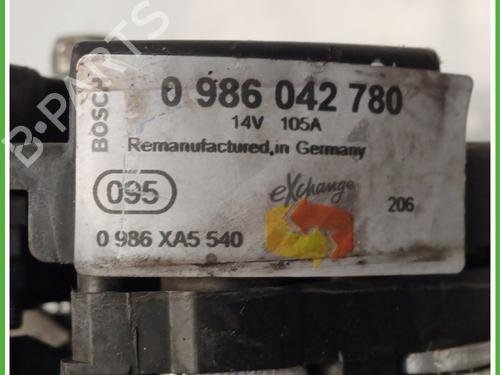 BOSCH
0 986 042 780
14V 105A
Remanufactured in Germany
095
eXchange
206
0 986 XA5 540
B-PARTS